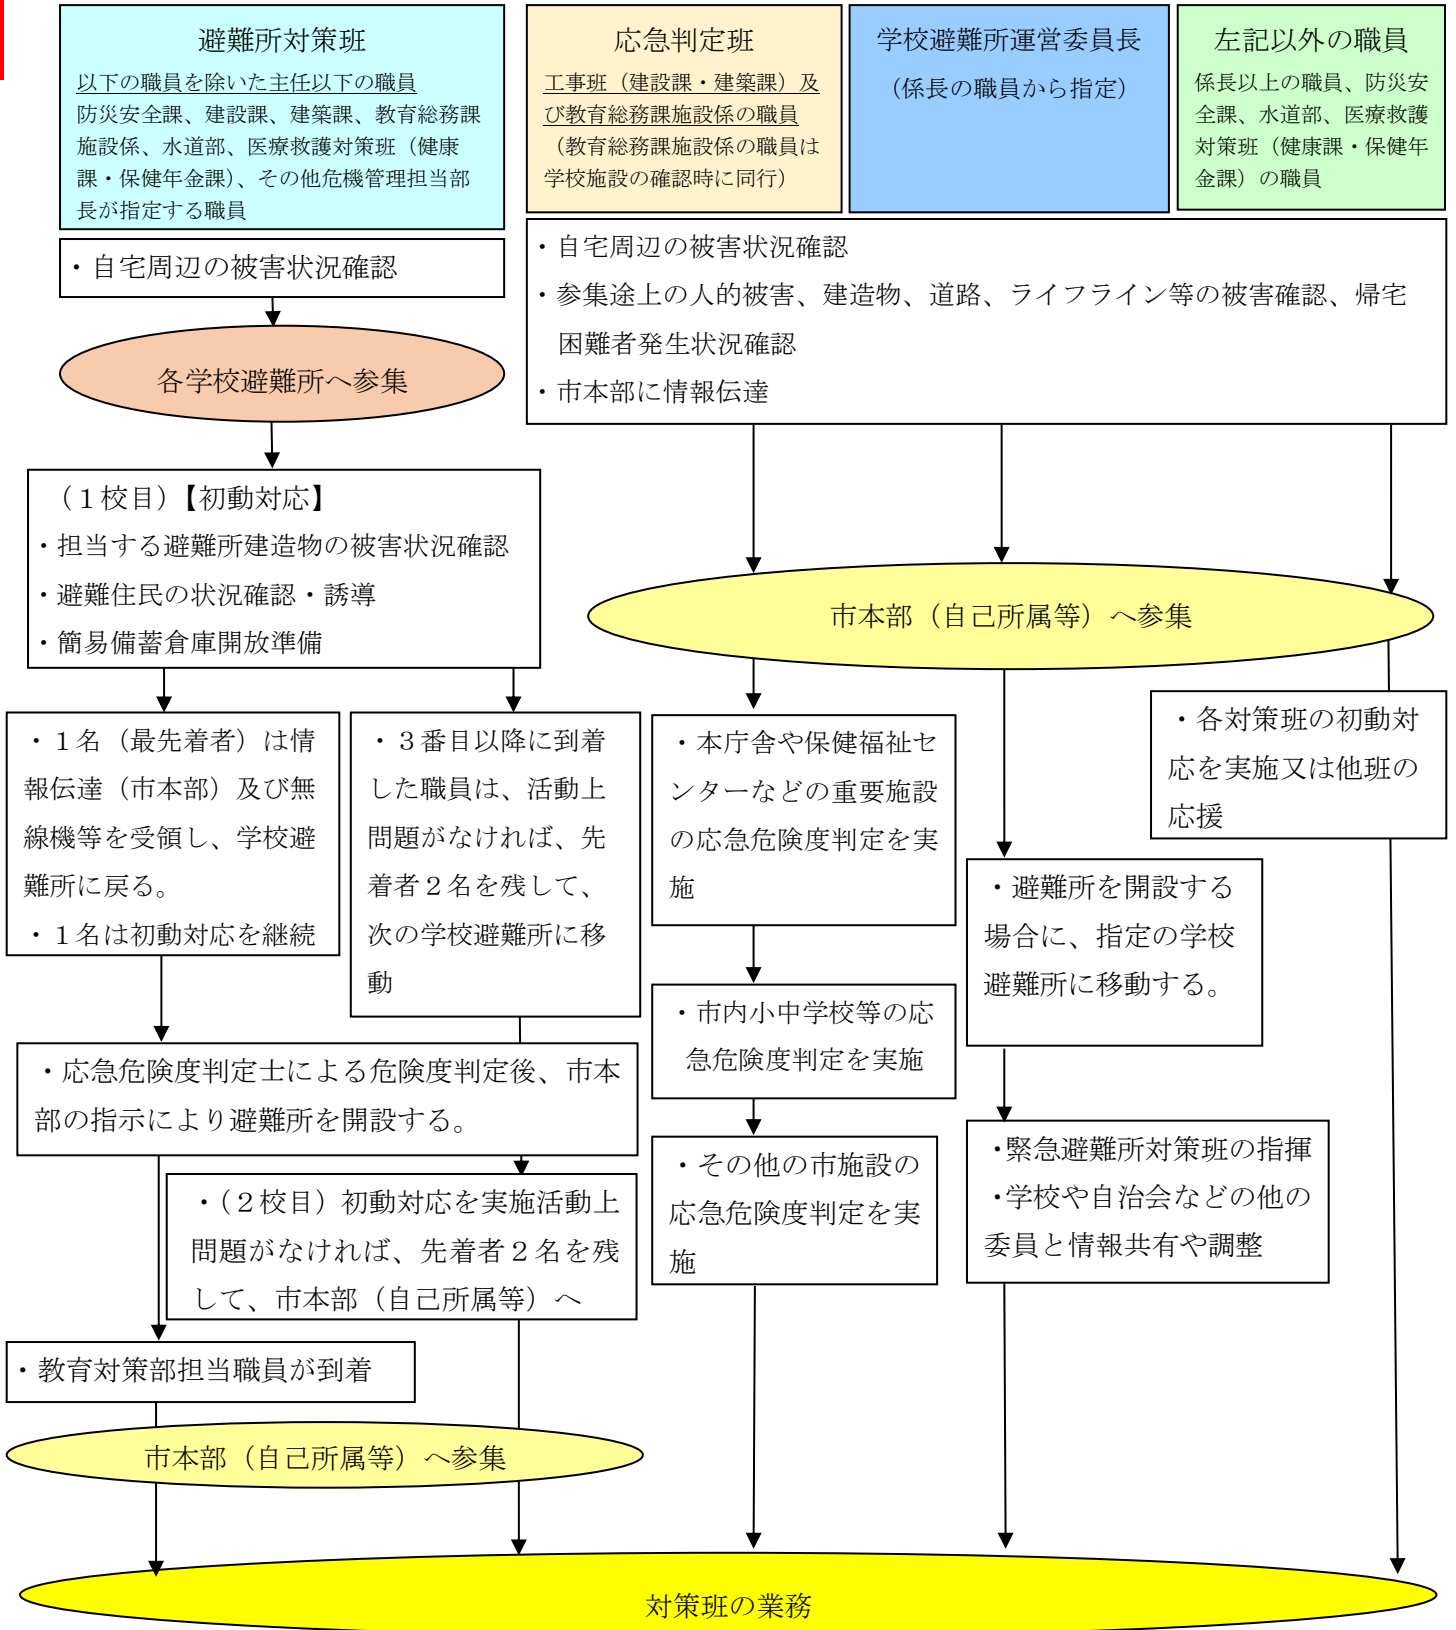 避難所対策班
以下の職員を除いた主任以下の職員
防災安全課、建設課、建築課、教育総務課
施設係、水道部、医療救護対策班（健康
課・保健年金課）、その他危機管理担当部
長が指定する職員
応急判定班
工事班（建設課・建築課）及
び教育総務課施設係の職員
（教育総務課施設係の職員は
学校施設の確認時に同行）
学校避難所運営委員長
（係長の職員から指定）
左記以外の職員
係長以上の職員、防災安
全課、水道部、医療救護
対策班（健康課・保健年
金課）の職員
・自宅周辺の被害状況確認
・自宅周辺の被害状況確認
・参集途上の人的被害、建造物、道路、ライフライン等の被害確認、帰宅
困難者発生状況確認
・市本部に情報伝達
各学校避難所へ参集
（１校目）【初動対応】
・担当する避難所建造物の被害状況確認
・避難住民の状況確認・誘導
・簡易備蓄倉庫開放準備
市本部（自己所属等）へ参集
・１名（最先着者）は情
報伝達（市本部）及び無
線機等を受領し、学校避
難所に戻る。
・１名は初動対応を継続
・３番目以降に到着
した職員は、活動上
問題がなければ、先
着者２名を残して、
次の学校避難所に移
動
・本庁舎や保健福祉セ
ンターなどの重要施設
の応急危険度判定を実
施
・各対策班の初動対
応を実施又は他班の
応援
・避難所を開設する
場合に、指定の学校
避難所に移動する。
・市内小中学校等の応
急危険度判定を実施
・応急危険度判定士による危険度判定後、市本
部の指示により避難所を開設する。
・その他の市施設の
応急危険度判定を実
施
・緊急避難所対策班の指揮
・学校や自治会などの他の
委員と情報共有や調整
・（２校目）初動対応を実施活動上
問題がなければ、先着者２名を残
して、市本部（自己所属等）へ
・教育対策部担当職員が到着
市本部（自己所属等）へ参集
対策班の業務